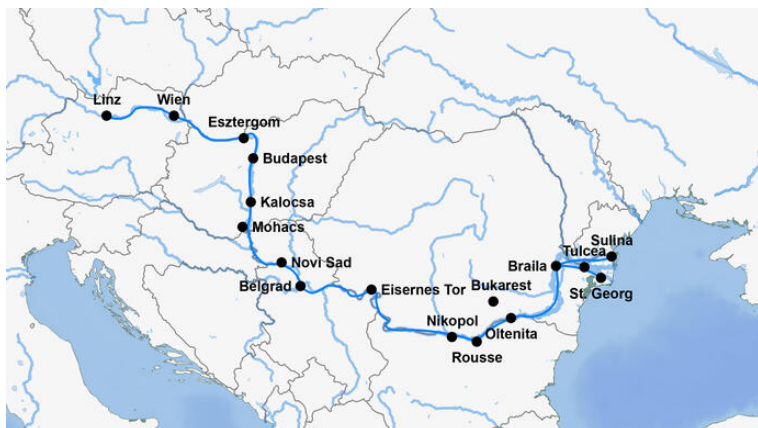 Linz
Wien
Esztergom
Budapest
Kalocsa
Mohacs
Novi Sad
Belgrad
Eisernes Tor
Nikopol
Rousse
Oltenita
Bukarest
Braila
Tulcea
Sulina
St. Georg